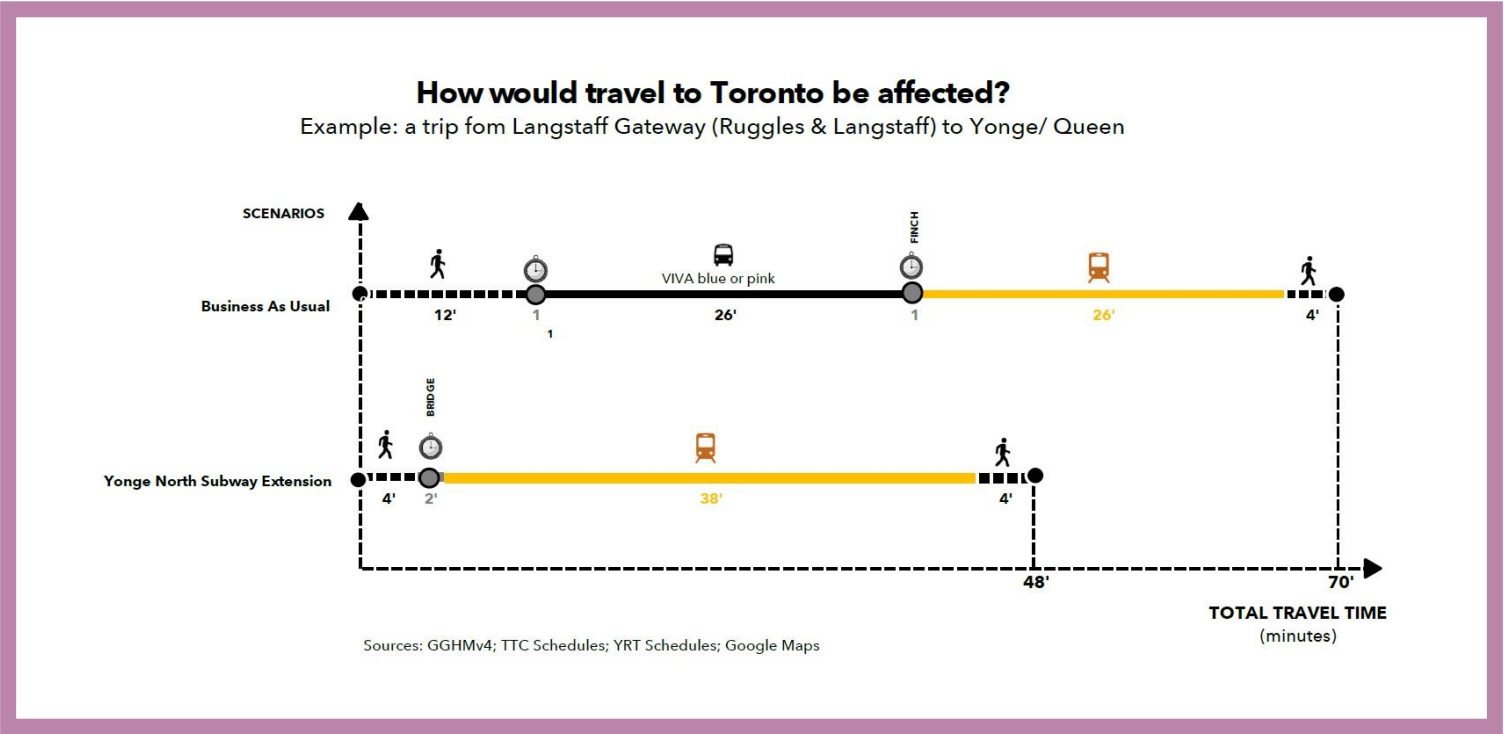 How would travel to Toronto be affected?
Example: a trip fom Langstaff Gateway (Ruggles & Langstaff) to Yonge/ Queen
SCENARIOS
FINCH
VIVA blue or pink
Business As Usual
12' 1 26' 1 26' 4'
1
BRIDGE
Yonge North Subway Extension
4' 2' 38' 4'
48' 70'
TOTAL TRAVEL TIME
(minutes)
Sources: GGHMv4; TTC Schedules; YRT Schedules; Google Maps